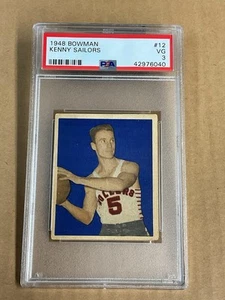 1948 BOWMAN #12
KENNY SAILORS VG
PSA 3
42976040
5